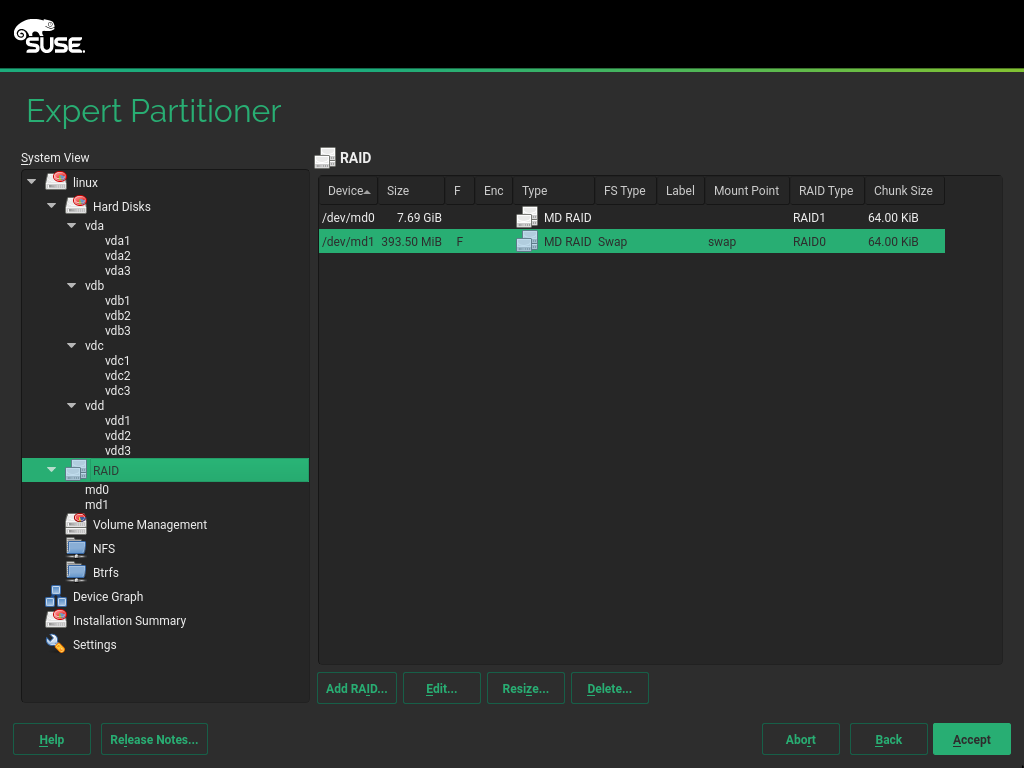 SUSE
Expert Partitioner
System View
linux
Hard Disks
vda
vda1
vda2
vda3
vdb
vdb1
vdb2
vdb3
vdc
vdc1
vdc2
vdc3
vdd
vdd1
vdd2
vdd3
RAID
md0
md1
Volume Management
NFS
Btrfs
Device Graph
Installation Summary
Settings
RAID
Device Size F Enc Type FS Type Label Mount Point RAID Type Chunk Size
/dev/md0 7.69 GiB MD RAID RAID1 64.00 KiB
/dev/md1 393.50 MiB F MD RAID Swap swap RAID0 64.00 KiB
Add RAID... Edit... Resize... Delete...
Help Release Notes... Abort Back Accept